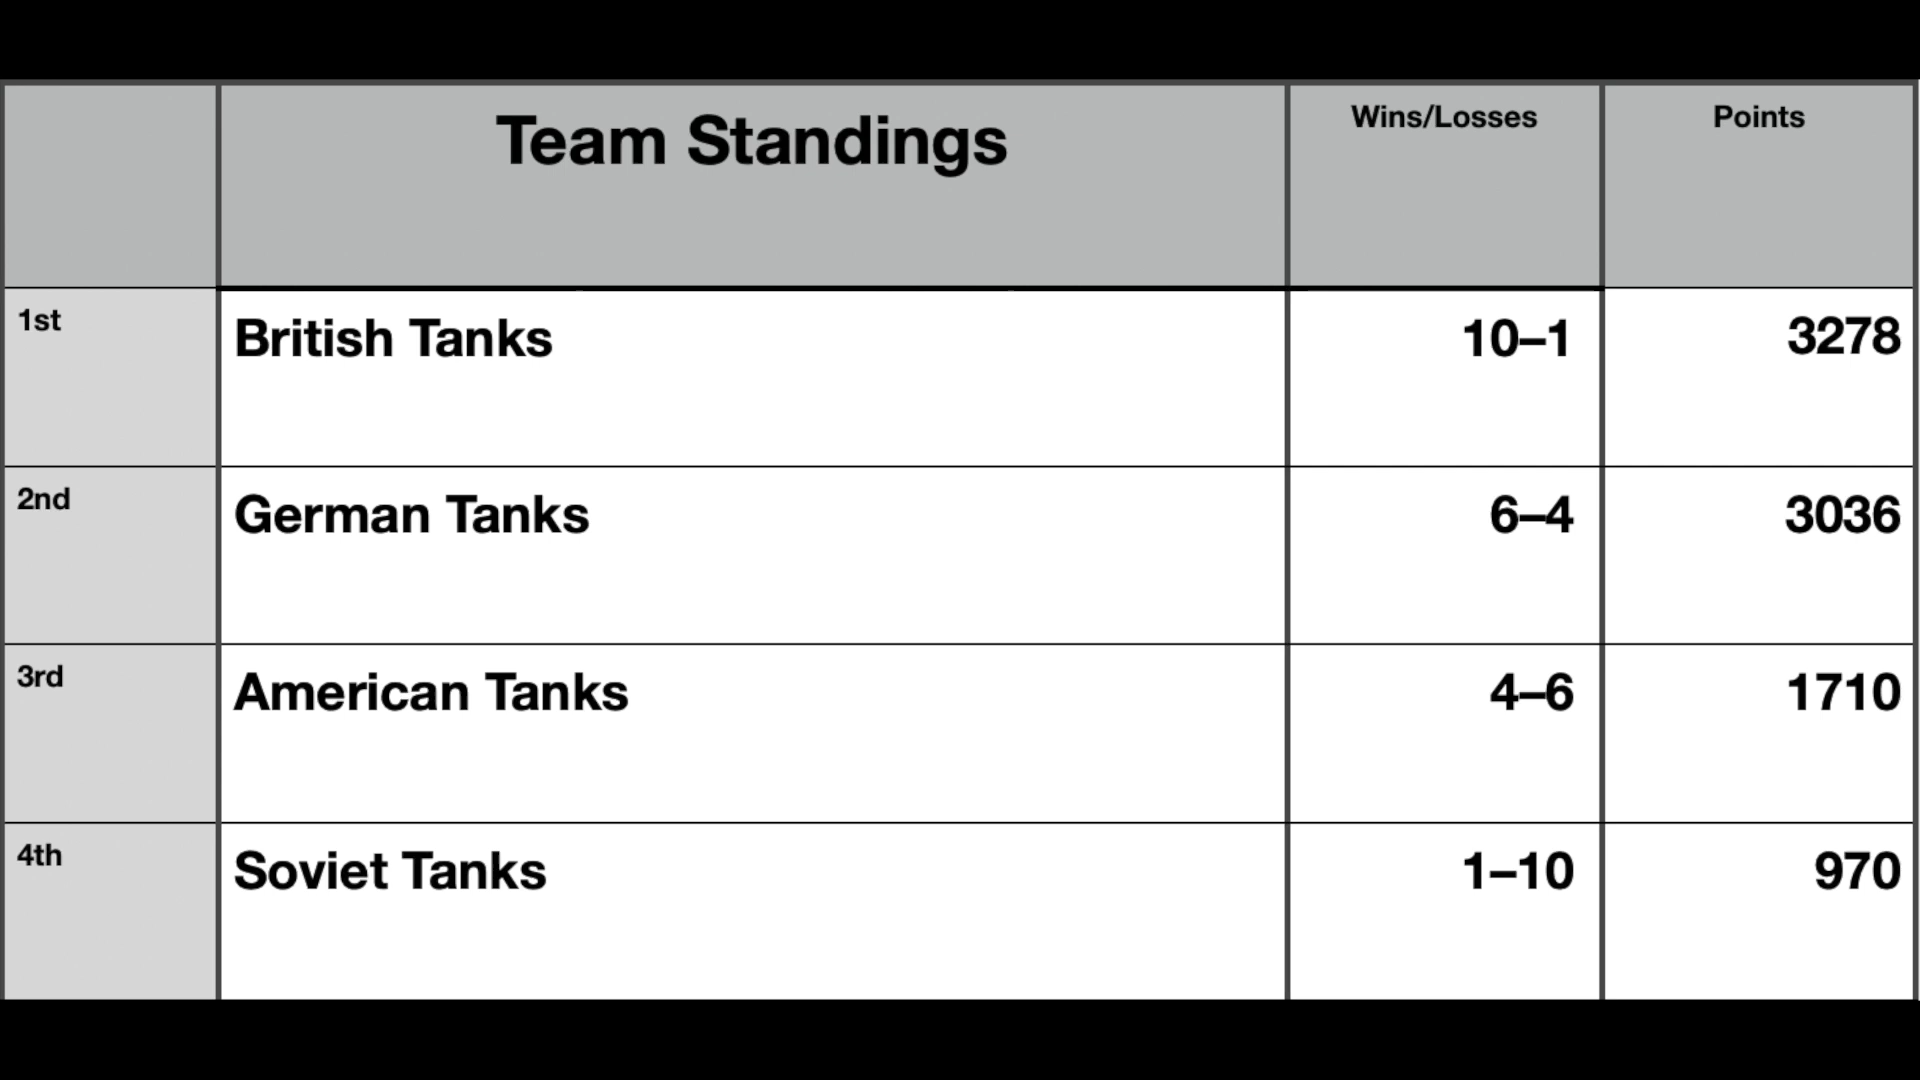 Team Standings Wins/Losses Points
1st British Tanks 10–1 3278
2nd German Tanks 6–4 3036
3rd American Tanks 4–6 1710
4th Soviet Tanks 1–10 970